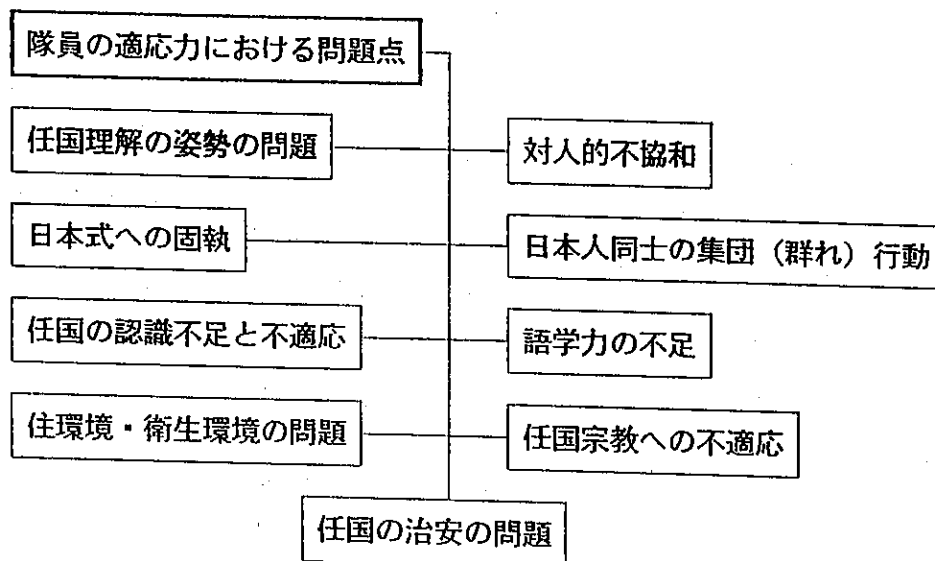 隊員の適応力における問題点
任国理解の姿勢の問題
対人的不協和
日本式への固執
日本人同士の集団（群れ）行動
任国の認識不足と不適応
語学力の不足
住環境・衛生環境の問題
任国宗教への不適応
任国の治安の問題